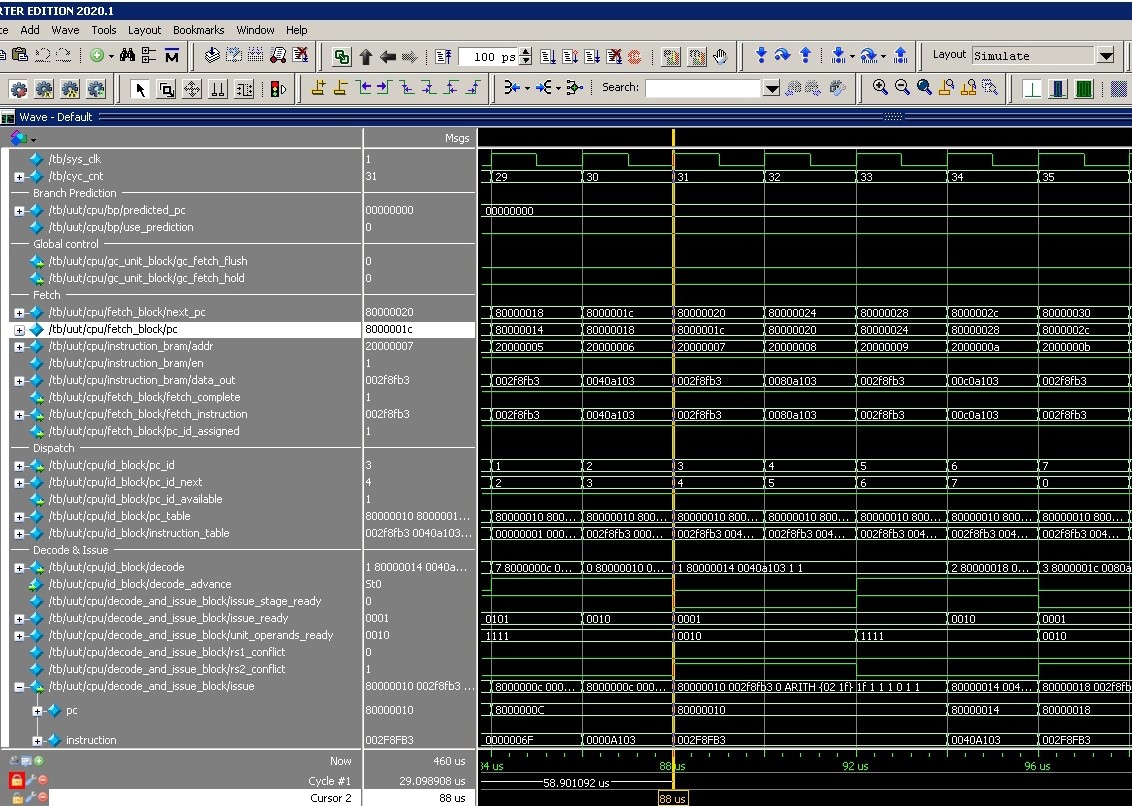 RTER EDITION 2020.1
e Add Wave Tools Layout Bookmarks Window Help
100 ps Layout Simulate
Search:
Wave - Default
Msgs
/tb/sys_clk 1
/tb/cyc_cnt 31 29 30 31 32 33 34 35
Branch Prediction
/tb/uut/cpu/bp/predicted_pc 00000000 00000000
/tb/uut/cpu/bp/use_prediction 0
Global control
/tb/uut/cpu/gc_unit_block/gc_fetch_flush 0
/tb/uut/cpu/gc_unit_block/gc_fetch_hold 0
Fetch
/tb/uut/cpu/fetch_block/next_pc 80000020 80000018 8000001c 80000020 80000024 80000028 8000002c 80000030
/tb/uut/cpu/fetch_block/pc 8000001c 80000014 80000018 8000001c 80000020 80000024 80000028 8000002c
/tb/uut/cpu/instruction_bram/addr 20000007 20000005 20000006 20000007 20000008 20000009 2000000a 2000000b
/tb/uut/cpu/instruction_bram/en 1
/tb/uut/cpu/instruction_bram/data_out 002f8fb3 002f8fb3 0040a103 002f8fb3 0080a103 002f8fb3 00c0a103 002f8fb3
/tb/uut/cpu/fetch_block/fetch_complete 1
/tb/uut/cpu/fetch_block/fetch_instruction 002f8fb3 002f8fb3 0040a103 002f8fb3 0080a103 002f8fb3 00c0a103 002f8fb3
/tb/uut/cpu/fetch_block/pc_id_assigned 1
Dispatch
/tb/uut/cpu/id_block/pc_id 3 1 2 3 4 5 6 7
/tb/uut/cpu/id_block/pc_id_next 4 2 3 4 5 6 7 0
/tb/uut/cpu/id_block/pc_id_available 1
/tb/uut/cpu/id_block/pc_table 80000010 8000001... 80000010 800... 80000010 800... 80000010 800... 80000010 800... 80000010 800... 80000010 800... 80000010 800...
/tb/uut/cpu/id_block/instruction_table 002f8fb3 0040a103... 00000001 000... 002f8fb3 000... 002f8fb3 004... 002f8fb3 004... 002f8fb3 004... 002f8fb3 004... 002f8fb3 004...
Decode & Issue
/tb/uut/cpu/id_block/decode 1 80000014 0040a... 7 8000000c 0... 0 80000010 0... 1 80000014 0040a103 1 1 2 80000018 0... 3 8000001c 0080a
/tb/uut/cpu/id_block/decode_advance St0
/tb/uut/cpu/decode_and_issue_block/issue_stage_ready 0
/tb/uut/cpu/decode_and_issue_block/issue_ready 0001 0101 0010 0001 0010 0001
/tb/uut/cpu/decode_and_issue_block/unit_operands_ready 0010 1111 0010 1111 0010
/tb/uut/cpu/decode_and_issue_block/rs1_conflict 0
/tb/uut/cpu/decode_and_issue_block/rs2_conflict 1
/tb/uut/cpu/decode_and_issue_block/issue 80000010 002f8fb3 ... 8000000c 000... 8000000c 000... 80000010 002f8fb3 0 ARITH {02 1f} 1f 1 1 1 0 1 1 80000014 004... 80000018 002f8fb
pc 80000010 8000000C 80000010 80000014 80000018
instruction 002F8FB3 0000006F 0000A103 002F8FB3 0040A103 002F8FB3
Now 460 us 84 us 88 us 92 us 96 us
Cycle #1 29.098908 us 58.901092 us
Cursor 2 88 us 88 us